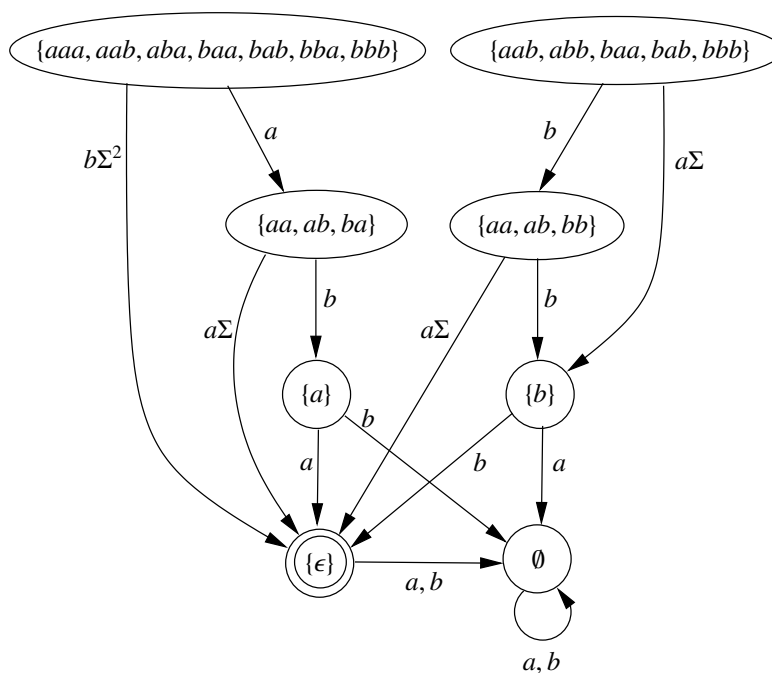 {aaa, aab, aba, baa, bab, bba, bbb} {aab, abb, baa, bab, bbb}
a b
bΣ² aΣ
{aa, ab, ba} {aa, ab, bb}
b b
aΣ aΣ
{a} {b}
b
a b a
{ϵ} ∅
a, b
a, b